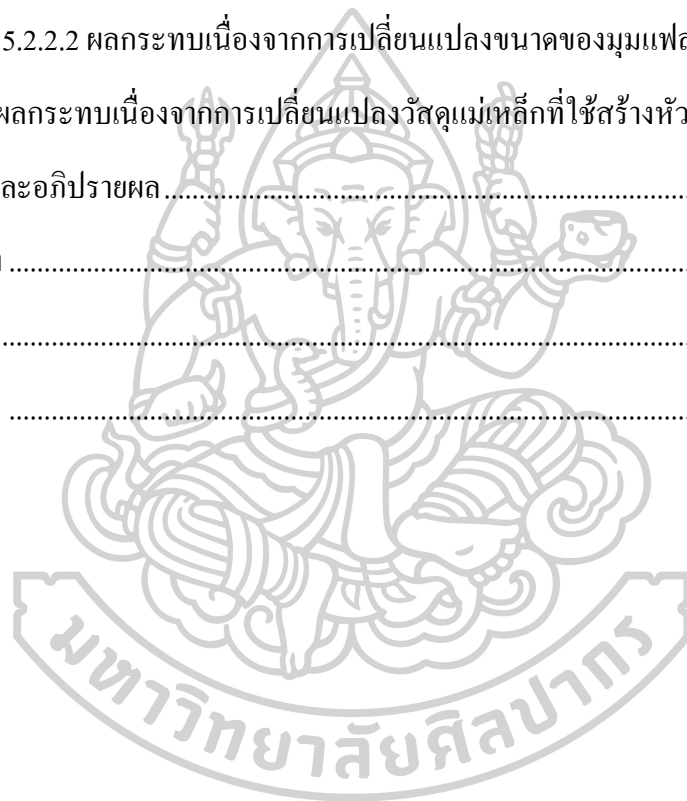 5.2.2.2 ผลกระทบเนื่องจากการเปลี่ยนแปลงขนาดของมุมแฟล
ผลกระทบเนื่องจากการเปลี่ยนแปลงวัสดุแม่เหล็กที่ใช้สร้างหัว
ละอภิปรายผล................................................................................
................................................................................
................................................................................
................................................................................
มหาวิทยาลัยศิลปากร